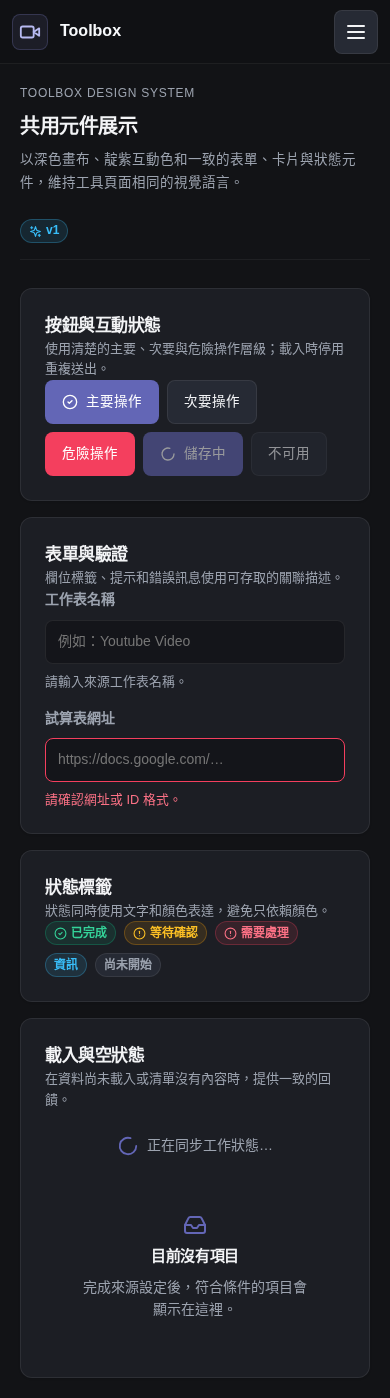 Toolbox
TOOLBOX DESIGN SYSTEM
共用元件展示
以深色畫布、靛紫互動色和一致的表單、卡片與狀態元
件，維持工具頁面相同的視覺語言。
v1
按鈕與互動狀態
使用清楚的主要、次要與危險操作層級；載入時停用
重複送出。
主要操作
次要操作
危險操作
儲存中
不可用
表單與驗證
欄位標籤、提示和錯誤訊息使用可存取的關聯描述。
工作表名稱
例如：Youtube Video
請輸入來源工作表名稱。
試算表網址
https://docs.google.com/…
請確認網址或 ID 格式。
狀態標籤
狀態同時使用文字和顏色表達，避免只依賴顏色。
已完成
等待確認
需要處理
資訊
尚未開始
載入與空狀態
在資料尚未載入或清單沒有內容時，提供一致的回
饋。
正在同步工作狀態…
目前沒有項目
完成來源設定後，符合條件的項目會
顯示在這裡。